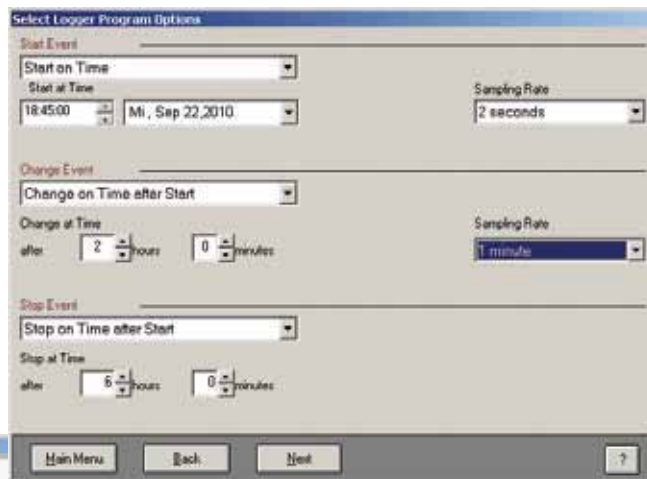 Select Logger Program Options
Start Event
Start on Time
Start at Time
Sampling Rate
18:45:00 Mi , Sep 22,2010
2 seconds
Change Event
Change on Time after Start
Change at Time
Sampling Rate
after 2 hours 0 minutes
1 minute
Stop Event
Stop on Time after Start
Stop at Time
after 6 hours 0 minutes
Main Menu Back Next ?